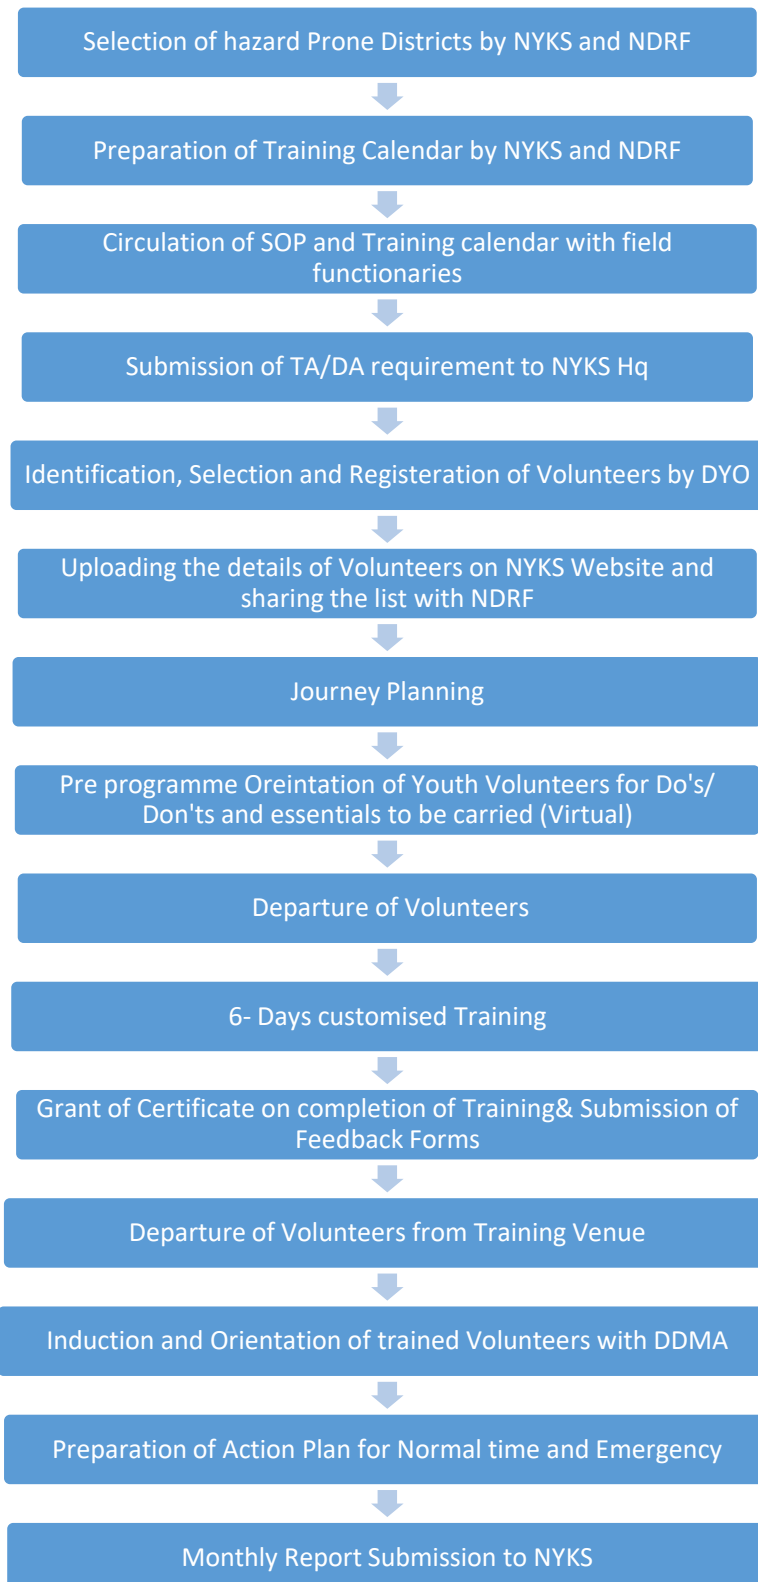 Selection of hazard Prone Districts by NYKS and NDRF
Preparation of Training Calendar by NYKS and NDRF
Circulation of SOP and Training calendar with field
functionaries
Submission of TA/DA requirement to NYKS Hq
Identification, Selection and Registeration of Volunteers by DYO
Uploading the details of Volunteers on NYKS Website and
sharing the list with NDRF
Journey Planning
Pre programme Oreintation of Youth Volunteers for Do's/
Don'ts and essentials to be carried (Virtual)
Departure of Volunteers
6- Days customised Training
Grant of Certificate on completion of Training& Submission of
Feedback Forms
Departure of Volunteers from Training Venue
Induction and Orientation of trained Volunteers with DDMA
Preparation of Action Plan for Normal time and Emergency
Monthly Report Submission to NYKS